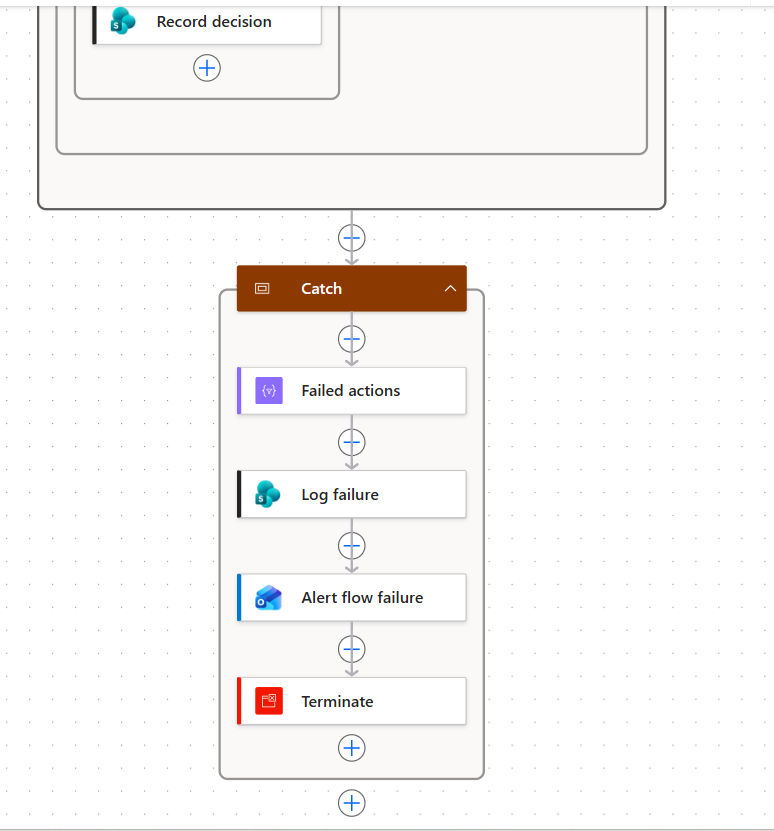 Record decision
Catch
Failed actions
Log failure
Alert flow failure
Terminate